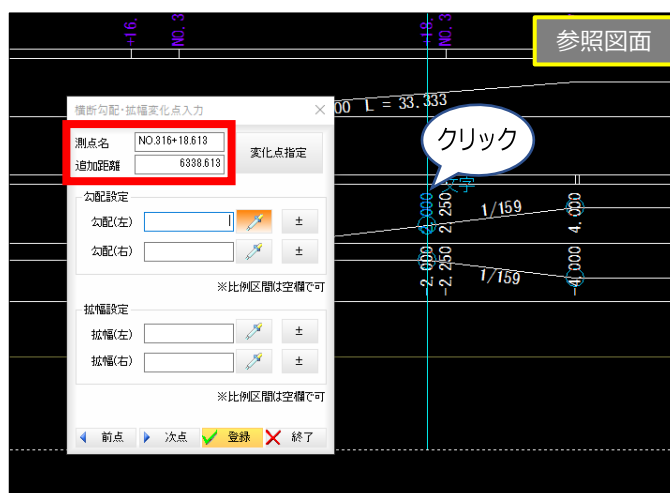 +16.
NO.3
+18.
NO.3
参照図面
00 L = 33.333
横断勾配・拡幅変化点入力
測点名 NO.316+18.613
追加距離 6338.613
変化点指定
クリック
文字
勾配設定
勾配(左) ±
勾配(右) ±
※比例区間は空欄で可
拡幅設定
拡幅(左) ±
拡幅(右) ±
※比例区間は空欄で可
前点 次点 登録 終了
2.250
1/159
4.000
-2.000
-2.250
1/159
-4.000